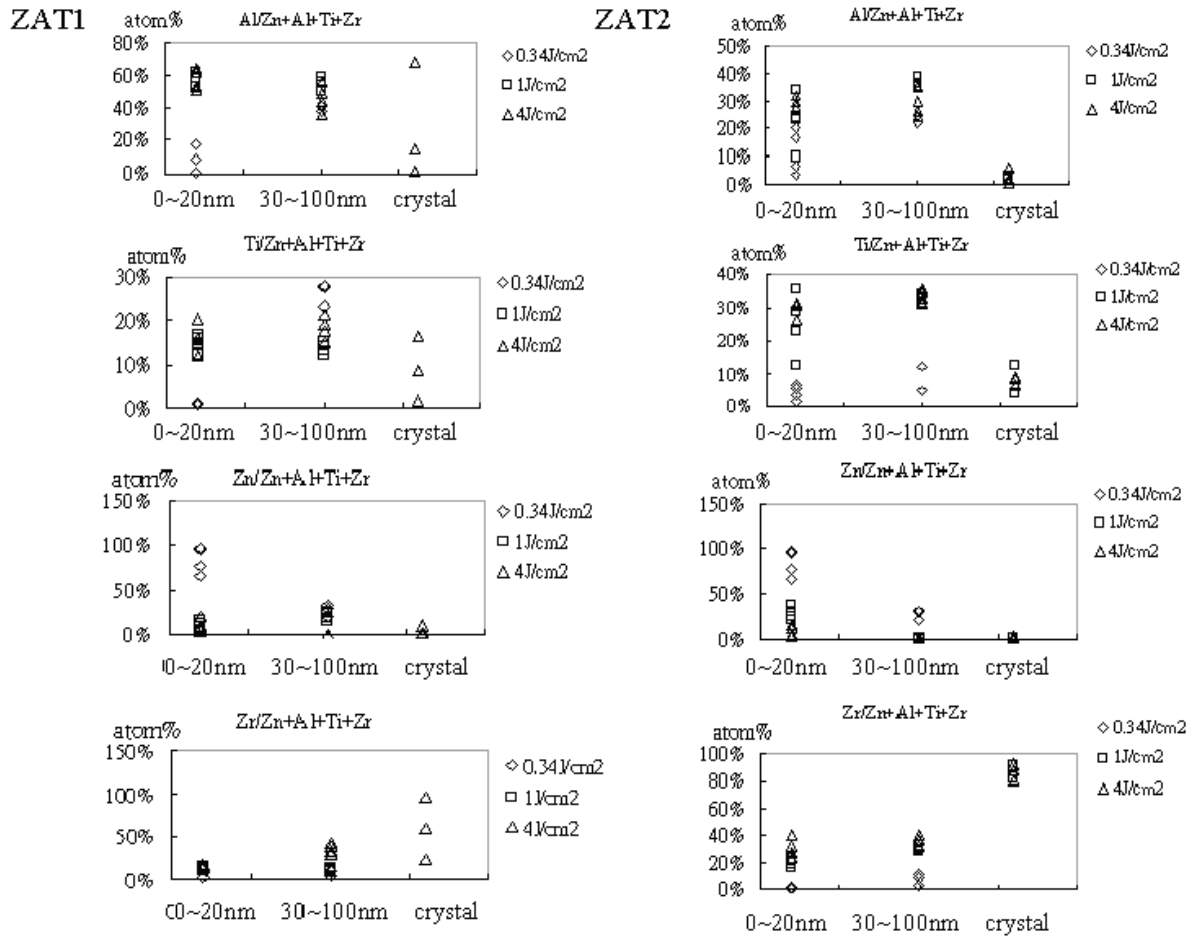 ZAT1
atom%
Al/Zn+Al+Ti+Zr
80%
60%
40%
20%
0%
0~20nm 30~100nm crystal
0.34J/cm2
1J/cm2
4J/cm2
atom%
Ti/Zn+Al+Ti+Zr
30%
20%
10%
0%
0~20nm 30~100nm crystal
0.34J/cm2
1J/cm2
4J/cm2
atom%
Zn/Zn+Al+Ti+Zr
150%
100%
50%
0%
0~20nm 30~100nm crystal
0.34J/cm2
1J/cm2
4J/cm2
atom%
Zr/Zn+Al+Ti+Zr
150%
100%
50%
0%
0~20nm 30~100nm crystal
0.34J/cm2
1J/cm2
4J/cm2
ZAT2
atom%
Al/Zn+Al+Ti+Zr
50%
40%
30%
20%
10%
0%
0~20nm 30~100nm crystal
0.34J/cm2
1J/cm2
4J/cm2
atom%
Ti/Zn+Al+Ti+Zr
40%
30%
20%
10%
0%
0~20nm 30~100nm crystal
0.34J/cm2
1J/cm2
4J/cm2
atom%
Zn/Zn+Al+Ti+Zr
150%
100%
50%
0%
0~20nm 30~100nm crystal
0.34J/cm2
1J/cm2
4J/cm2
atom%
Zr/Zn+Al+Ti+Zr
100%
80%
60%
40%
20%
0%
0~20nm 30~100nm crystal
0.34J/cm2
1J/cm2
4J/cm2